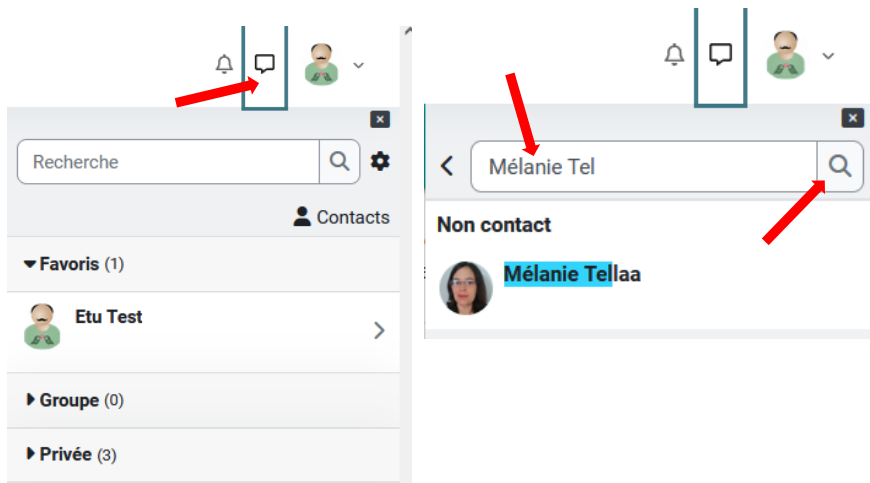 Recherche
Contacts
Favoris (1)
Etu Test
Groupe (0)
Privée (3)
Mélanie Tel
Non contact
Mélanie Tellaa